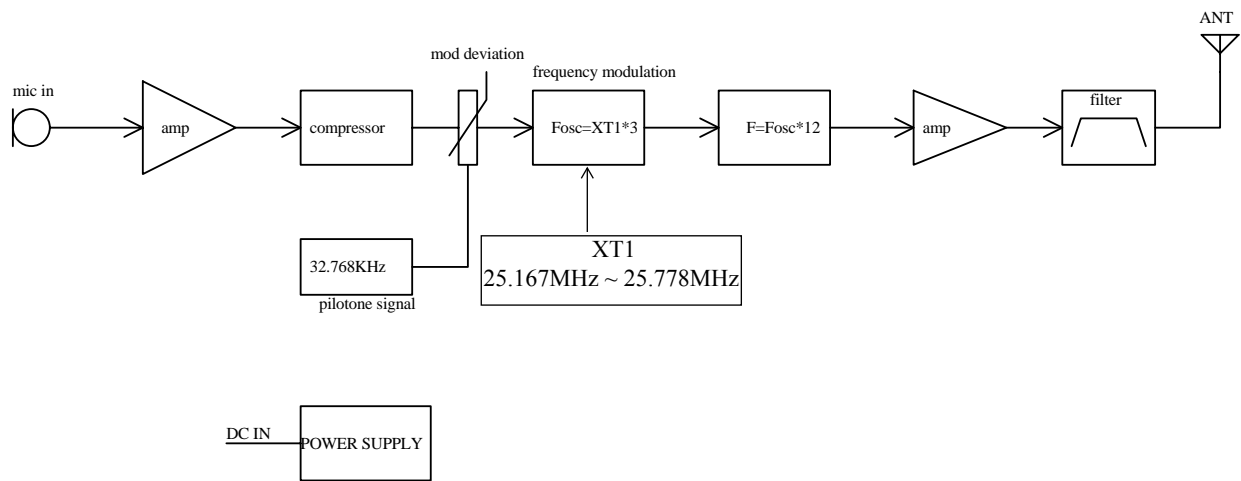 ANT
mod deviation
frequency modulation
mic in
filter
amp
compressor
Fosc=XT1*3
F=Fosc*12
amp
XT1
25.167MHz ~ 25.778MHz
32.768KHz
pilotone signal
DC IN
POWER SUPPLY